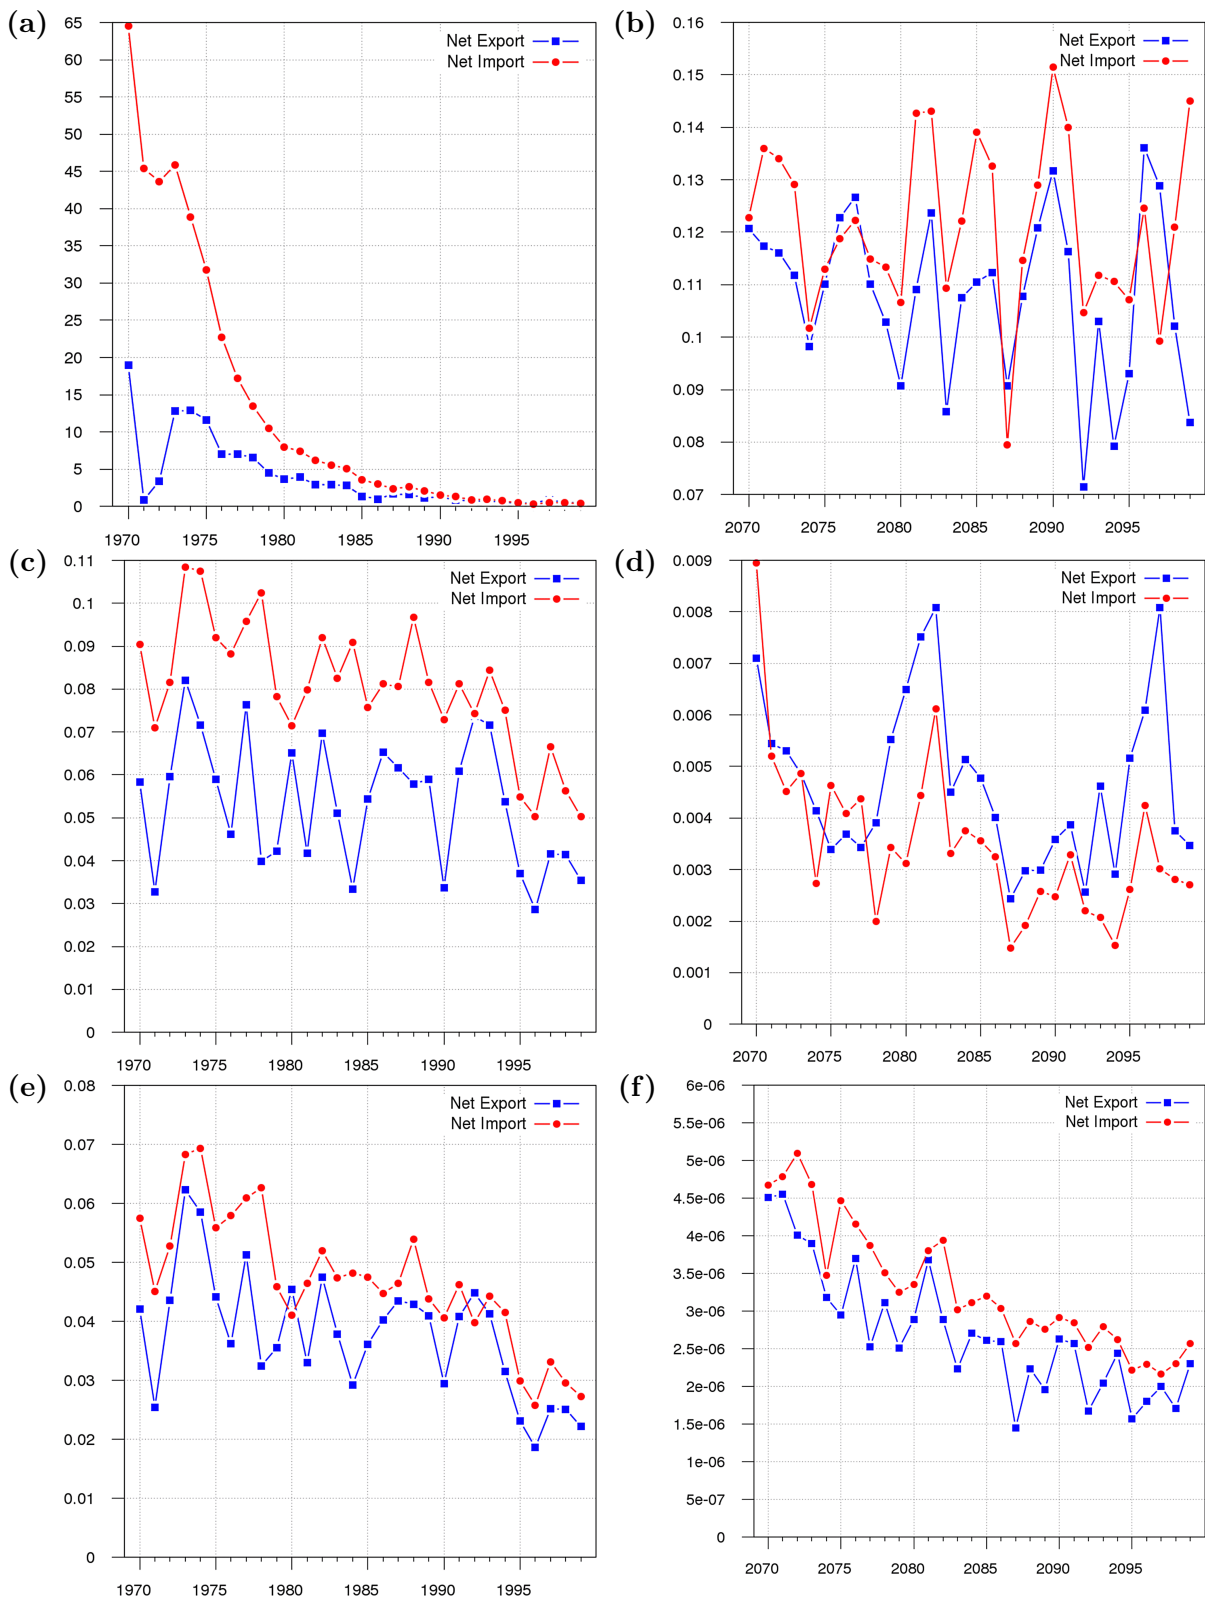 (a)
65
60
55
50
45
40
35
30
25
20
15
10
5
0
1970 1975 1980 1985 1990 1995
Net Export
Net Import
(b)
0.16
0.15
0.14
0.13
0.12
0.11
0.1
0.09
0.08
0.07
2070 2075 2080 2085 2090 2095
Net Export
Net Import
(c)
0.11
0.1
0.09
0.08
0.07
0.06
0.05
0.04
0.03
0.02
0.01
0
1970 1975 1980 1985 1990 1995
Net Export
Net Import
(d)
0.009
0.008
0.007
0.006
0.005
0.004
0.003
0.002
0.001
0
2070 2075 2080 2085 2090 2095
Net Export
Net Import
(e)
0.08
0.07
0.06
0.05
0.04
0.03
0.02
0.01
0
1970 1975 1980 1985 1990 1995
Net Export
Net Import
(f)
6e-06
5.5e-06
5e-06
4.5e-06
4e-06
3.5e-06
3e-06
2.5e-06
2e-06
1.5e-06
1e-06
5e-07
0
2070 2075 2080 2085 2090 2095
Net Export
Net Import